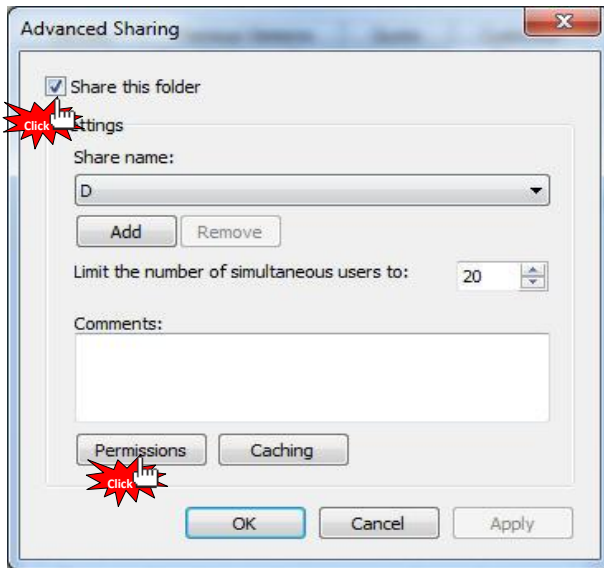 Advanced Sharing
Share this folder
Click
ttings
Share name:
D
Add Remove
Limit the number of simultaneous users to: 20
Comments:
Permissions Caching
Click
OK Cancel Apply